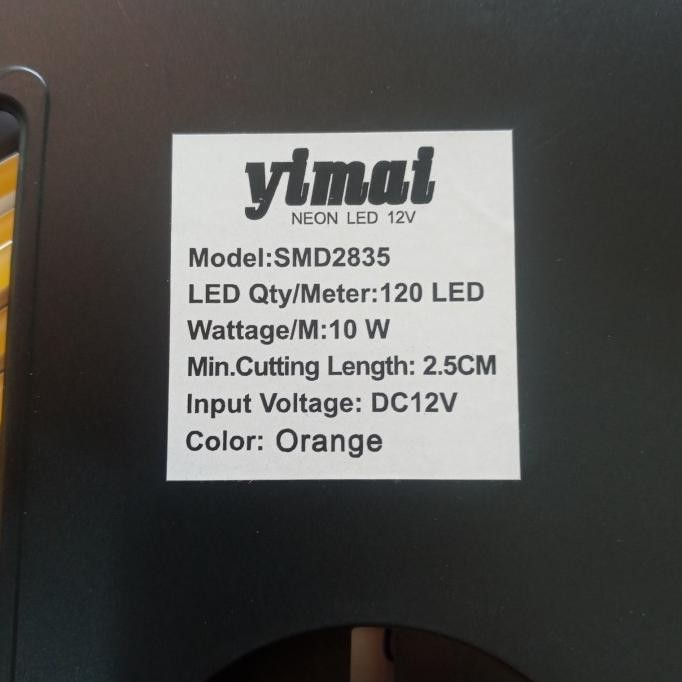 yimai
NEON LED 12V
Model:SMD2835
LED Qty/Meter:120 LED
Wattage/M:10 W
Min.Cutting Length: 2.5CM
Input Voltage: DC12V
Color: Orange